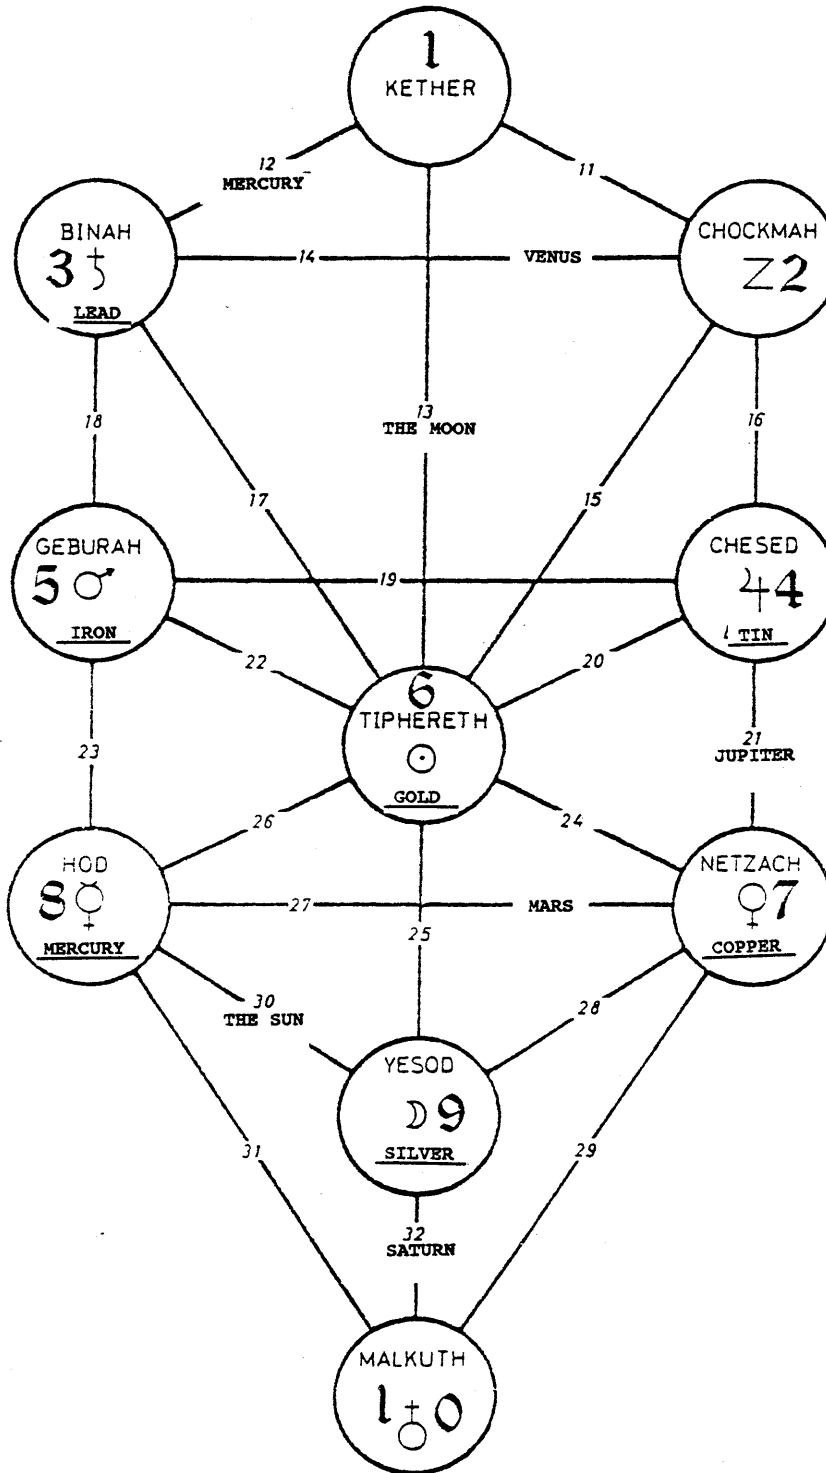 1
KETHER
12
MERCURY
11
BINAH
3 ♄
LEAD
14
VENUS
CHOCKMAH
Z 2
18
13
THE MOON
16
17
15
GEBURAH
5 ♂
IRON
19
CHESED
♃ 4
TIN
22
20
6
TIPHERETH
☉
GOLD
23
21
JUPITER
26
24
HOD
8 ☿
MERCURY
27
MARS
25
NETZACH
♀ 7
COPPER
30
THE SUN
28
YESOD
☽ 9
SILVER
31
29
32
SATURN
MALKUTH
1 ♁ 0